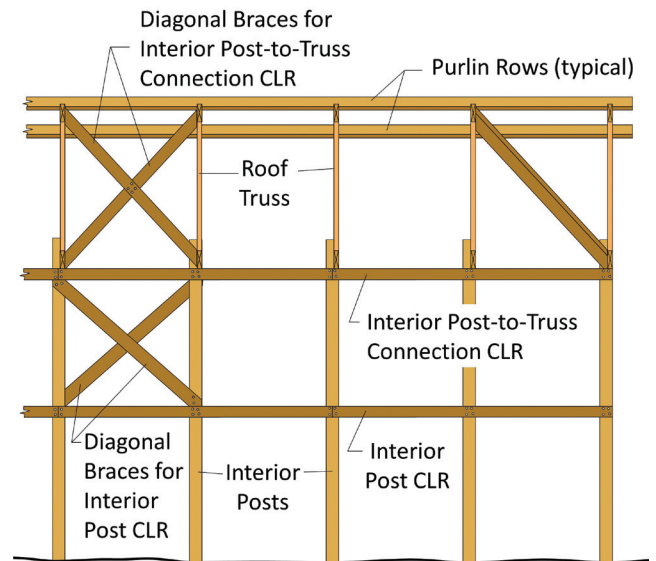 Diagonal Braces for
Interior Post-to-Truss
Connection CLR
Purlin Rows (typical)
Roof
Truss
Interior Post-to-Truss
Connection CLR
Diagonal
Braces for
Interior
Post CLR
Interior
Posts
Interior
Post CLR